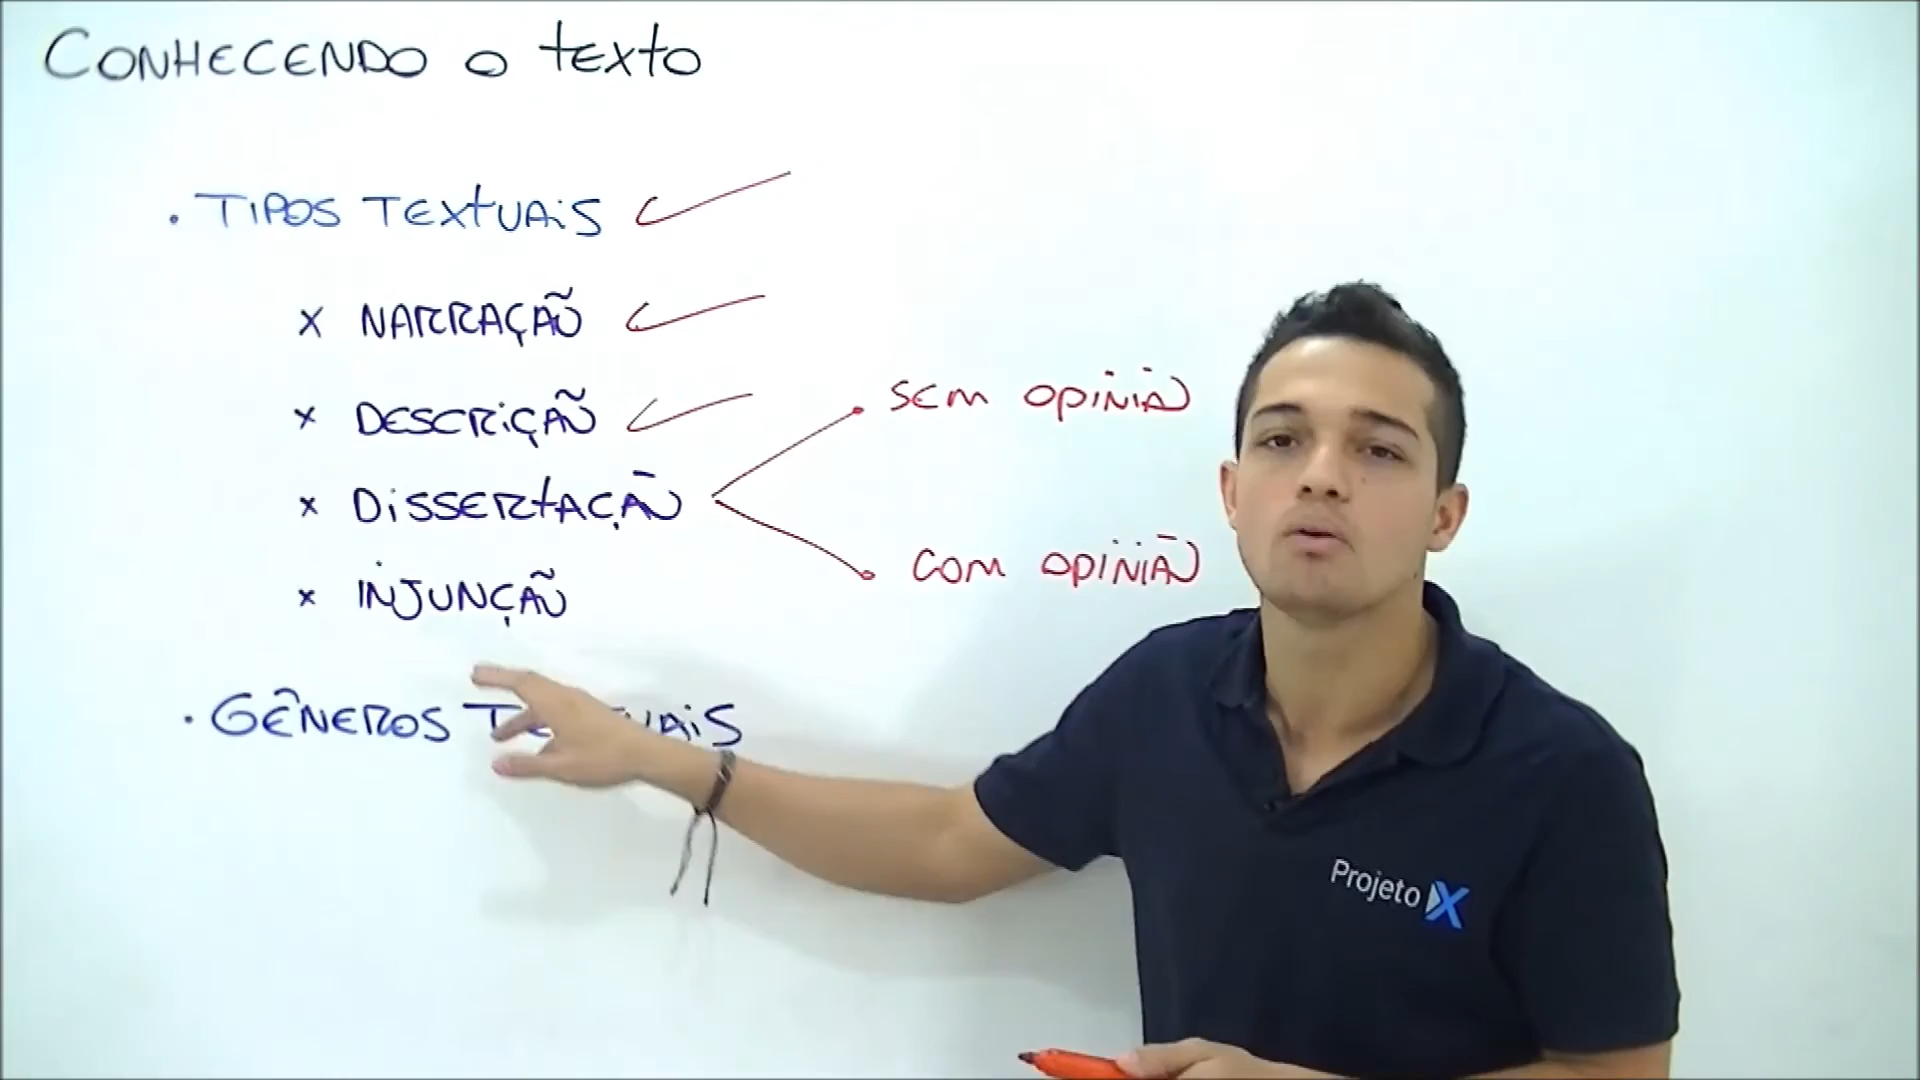 CONHECENDO O TEXTO
• TIPOS TEXTUAIS
x NARRAÇÃO
x DESCRIÇÃO
SEM OPINIÃO
x DISSERTAÇÃO
COM OPINIÃO
x INJUNÇÃO
• GÊNEROS
Projeto X